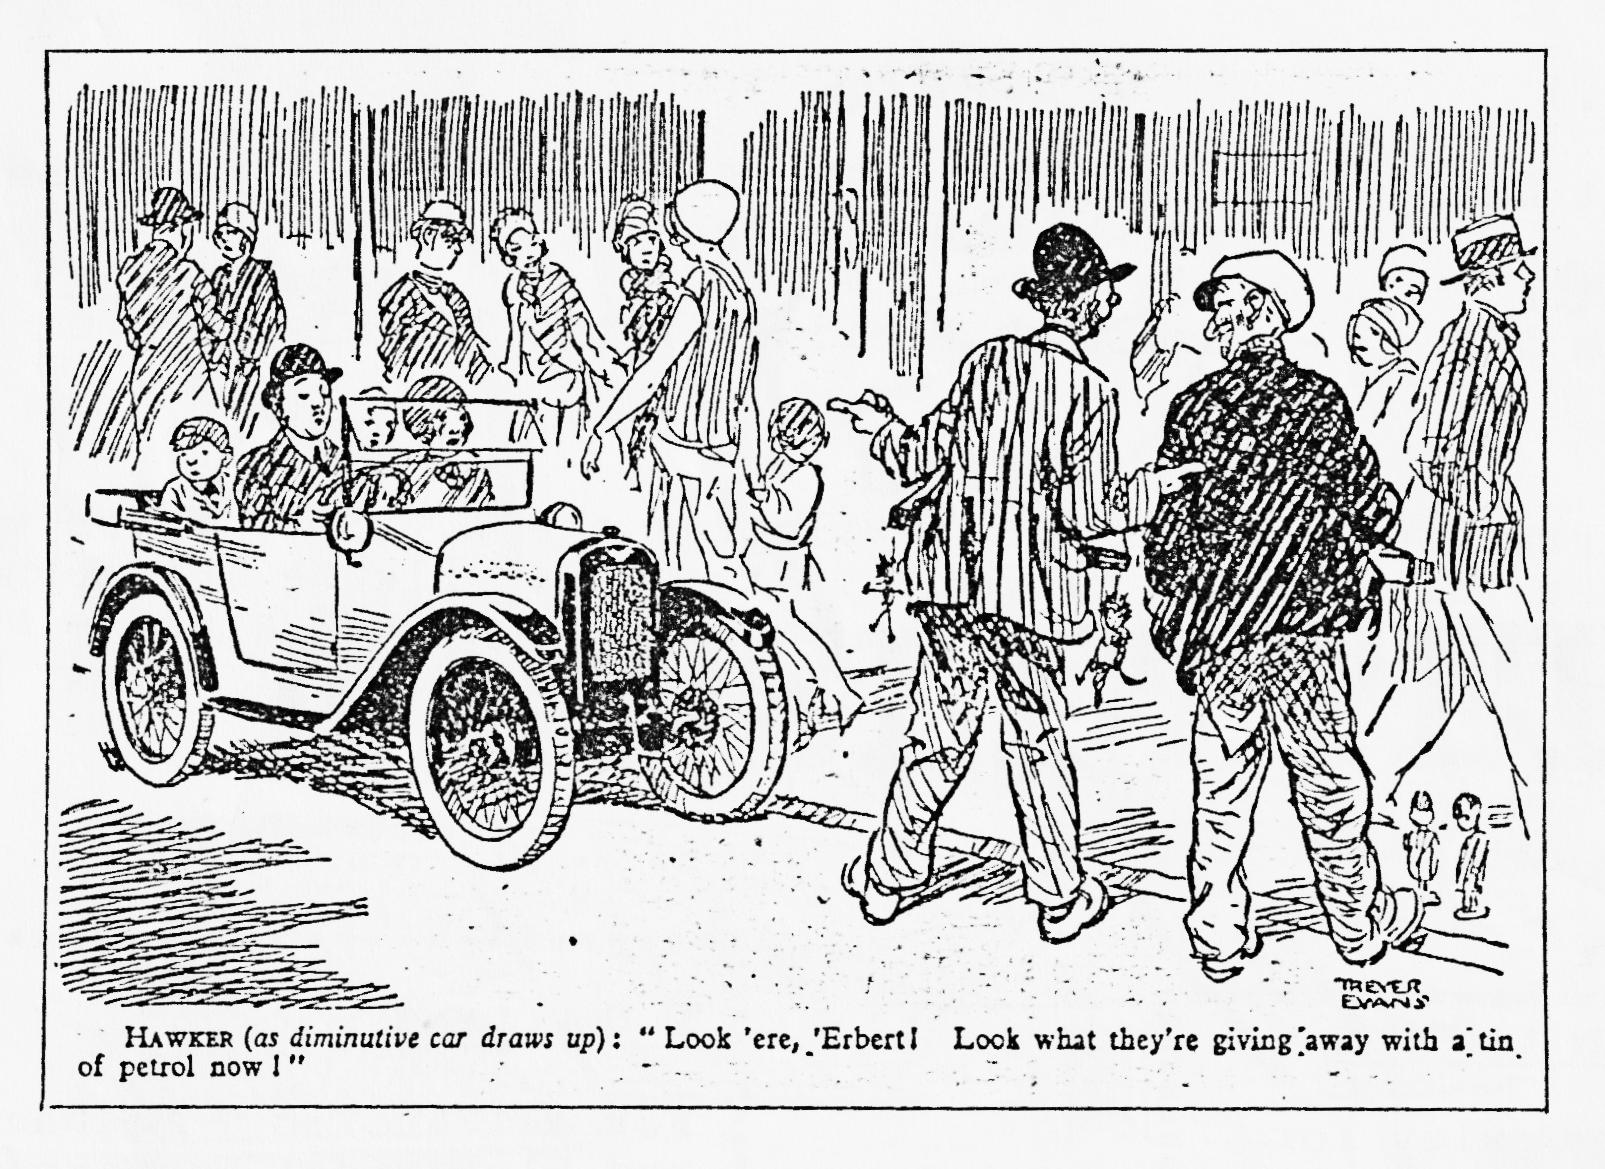 TREVER
EVANS
HAWKER (as diminutive car draws up): "Look 'ere, 'Erbert! Look what they're giving away with a tin
of petrol now!"